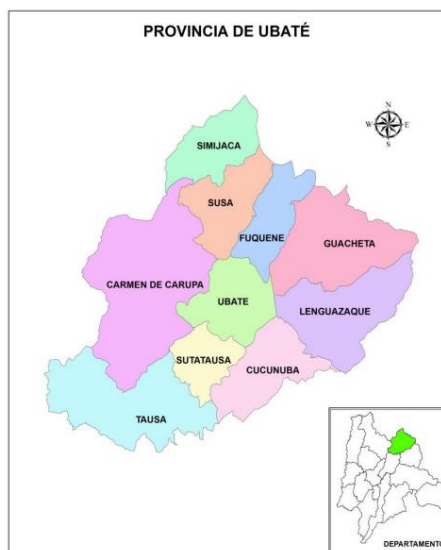 PROVINCIA DE UBATÉ
N
W E
S
SIMIJACA
SUSA
FUQUENE
GUACHETA
CARMEN DE CARUPA
UBATE
LENGUAZAQUE
SUTATAUSA
CUCUNUBA
TAUSA
DEPARTAMENTO